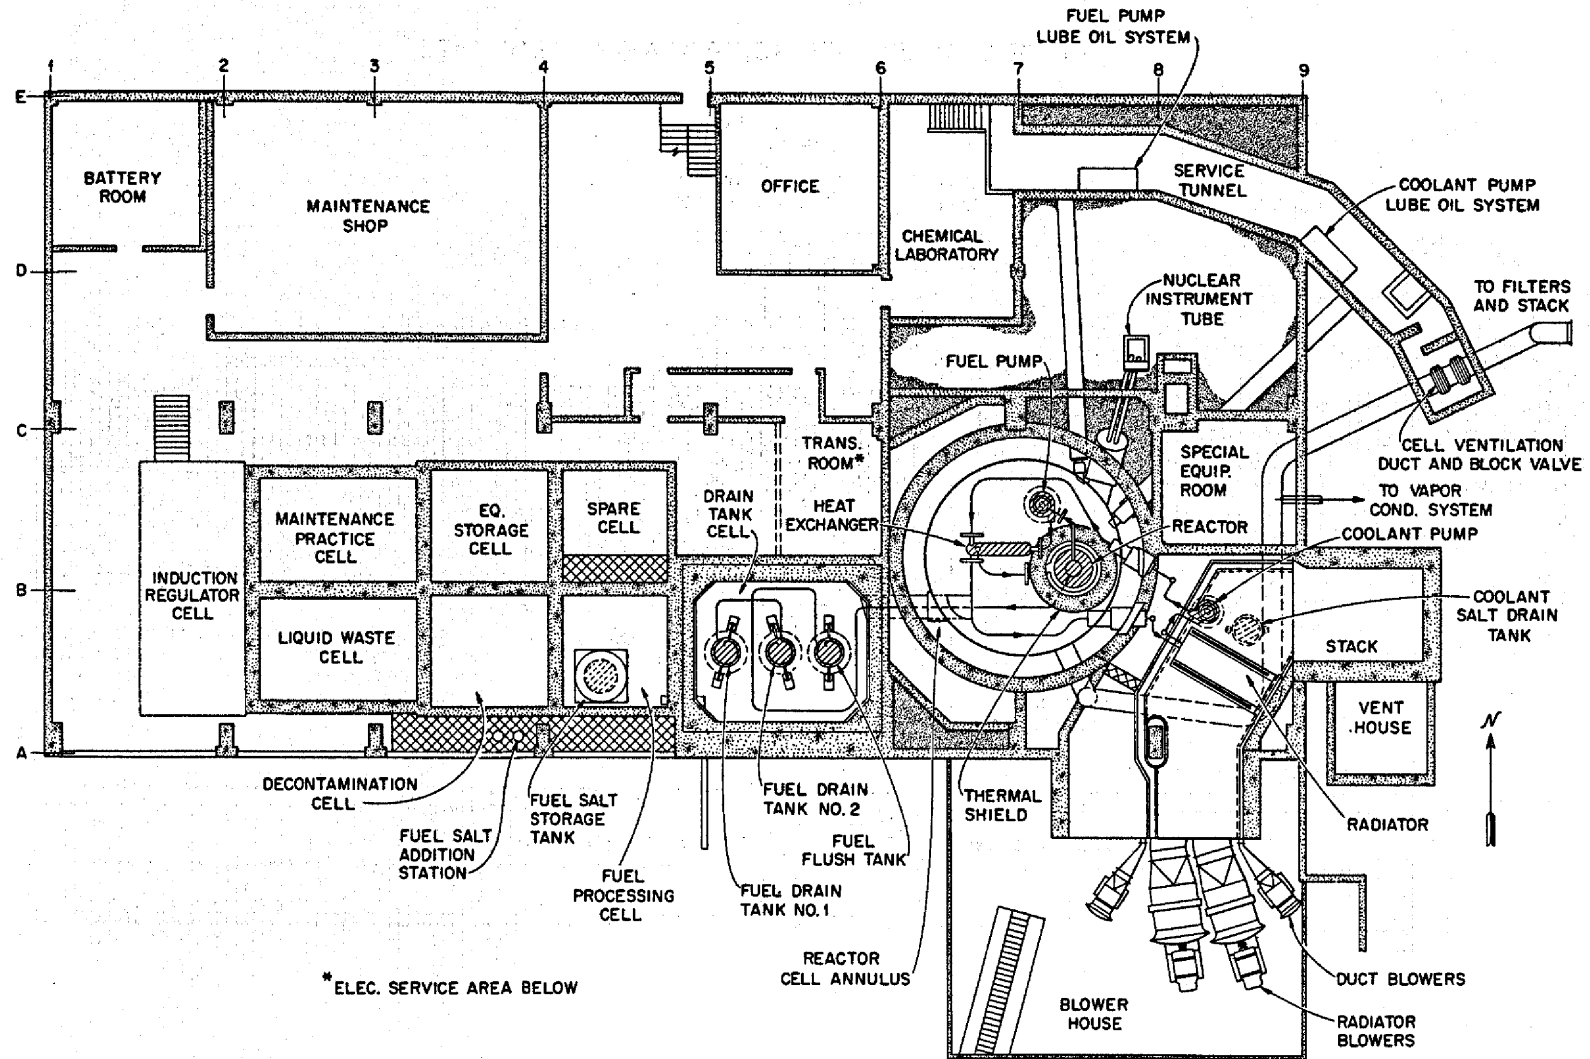 FUEL PUMP
LUBE OIL SYSTEM
1
2
3
4
5
6
7
8
9
E
D
C
B
A
BATTERY
ROOM
MAINTENANCE
SHOP
OFFICE
CHEMICAL
LABORATORY
SERVICE
TUNNEL
COOLANT PUMP
LUBE OIL SYSTEM
NUCLEAR
INSTRUMENT
TUBE
TO FILTERS
AND STACK
FUEL PUMP
CELL VENTILATION
DUCT AND BLOCK VALVE
TRANS.
ROOM*
SPECIAL
EQUIP.
ROOM
TO VAPOR
COND. SYSTEM
HEAT
EXCHANGER
DRAIN
TANK
CELL
REACTOR
COOLANT PUMP
MAINTENANCE
PRACTICE
CELL
EQ.
STORAGE
CELL
SPARE
CELL
INDUCTION
REGULATOR
CELL
LIQUID WASTE
CELL
COOLANT
SALT DRAIN
TANK
STACK
VENT
HOUSE
N
DECONTAMINATION
CELL
FUEL SALT
ADDITION
STATION
FUEL SALT
STORAGE
TANK
FUEL
PROCESSING
CELL
FUEL DRAIN
TANK NO. 2
FUEL DRAIN
TANK NO. 1
FUEL
FLUSH TANK
THERMAL
SHIELD
RADIATOR
REACTOR
CELL ANNULUS
DUCT BLOWERS
BLOWER
HOUSE
RADIATOR
BLOWERS
*ELEC. SERVICE AREA BELOW